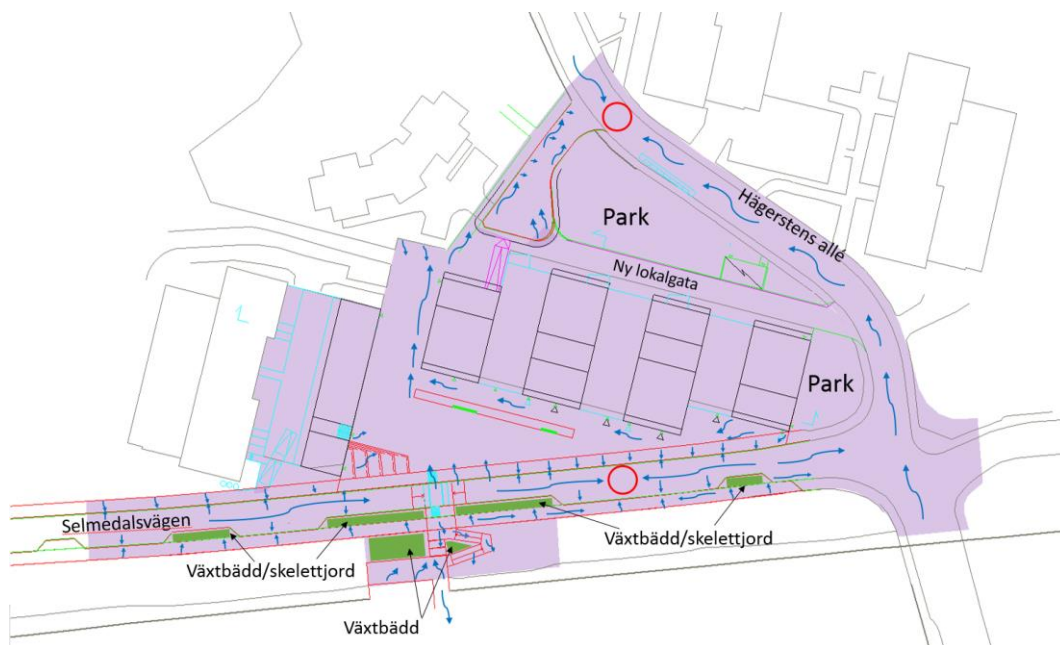 Hägerstens allé
Park
Ny lokalgata
Park
Selmedalsvägen
Växtbädd/skelettjord
Växtbädd/skelettjord
Växtbädd